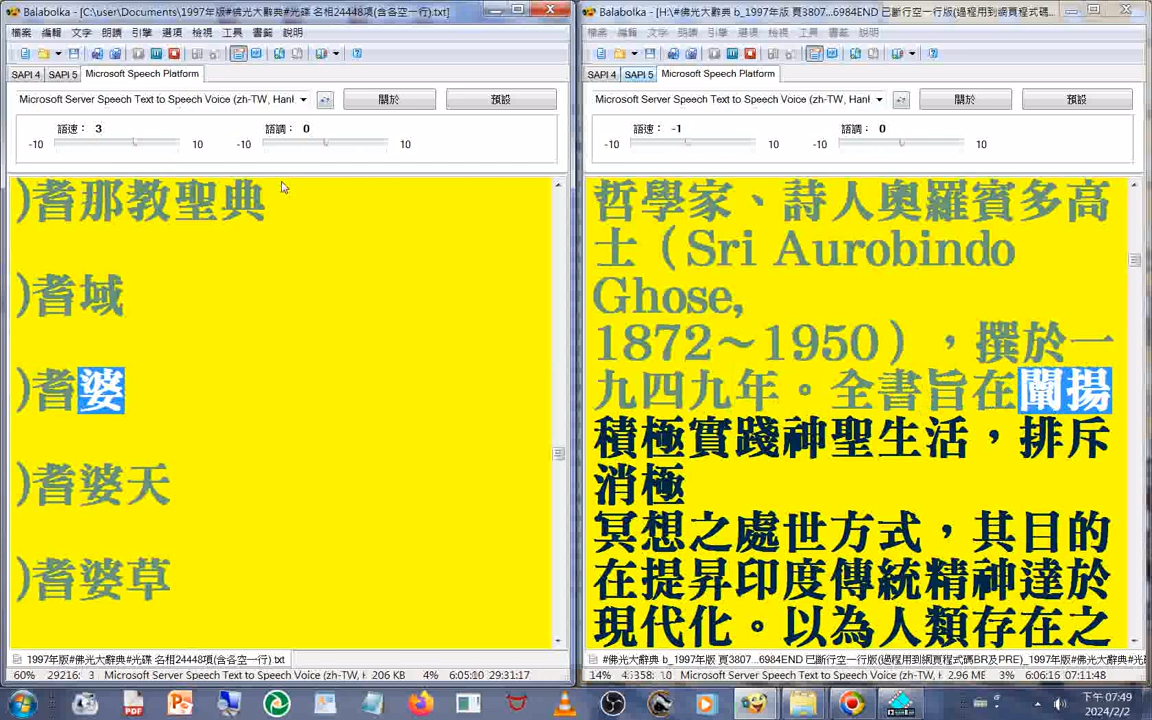 Balabolka - [C:\user\Documents\1997年版#佛光大辭典#光碟 名相24448項(含各空一行).txt]
檔案 編輯 文字 朗讀 引擎 選項 檢視 工具 書籤 說明
SAPI 4 SAPI 5 Microsoft Speech Platform
Microsoft Server Speech Text to Speech Voice (zh-TW, Hanl
關於 預設
語速： 3 語調： 0
-10 10 -10 10
)耆那教聖典
)耆域
)耆婆
)耆婆天
)耆婆草
1997年版#佛光大辭典#光碟 名相24448項(含各空一行).txt
60% 29216: 3 Microsoft Server Speech Text to Speech Voice (zh-TW, H 206 KB 4% 6:05:10 29:31:17
Balabolka - [H:\#佛光大辭典 b_1997年版 頁3807...6984END 已斷行空一行版(過程用到網頁程式碼
檔案 編輯 文字 朗讀 引擎 選項 檢視 工具 書籤 說明
SAPI 4 SAPI 5 Microsoft Speech Platform
Microsoft Server Speech Text to Speech Voice (zh-TW, Hanl
關於 預設
語速： -1 語調： 0
-10 10 -10 10
哲學家、詩人奧羅賓多高
士（Sri Aurobindo
Ghose,
1872～1950），撰於一
九四九年。全書旨在闡揚
積極實踐神聖生活，排斥
消極
冥想之處世方式，其目的
在提昇印度傳統精神達於
現代化。以為人類存在之
#佛光大辭典 b_1997年版 頁3807...6984END 已斷行空一行版(過程用到網頁程式碼BR及PRE)_1997年版#佛光
14% Microsoft Server Speech Text to Speech Voice (zh-TW, H 2.96 ME 3% 6:06:16 07:11:48
下午 07:49
2024/2/2